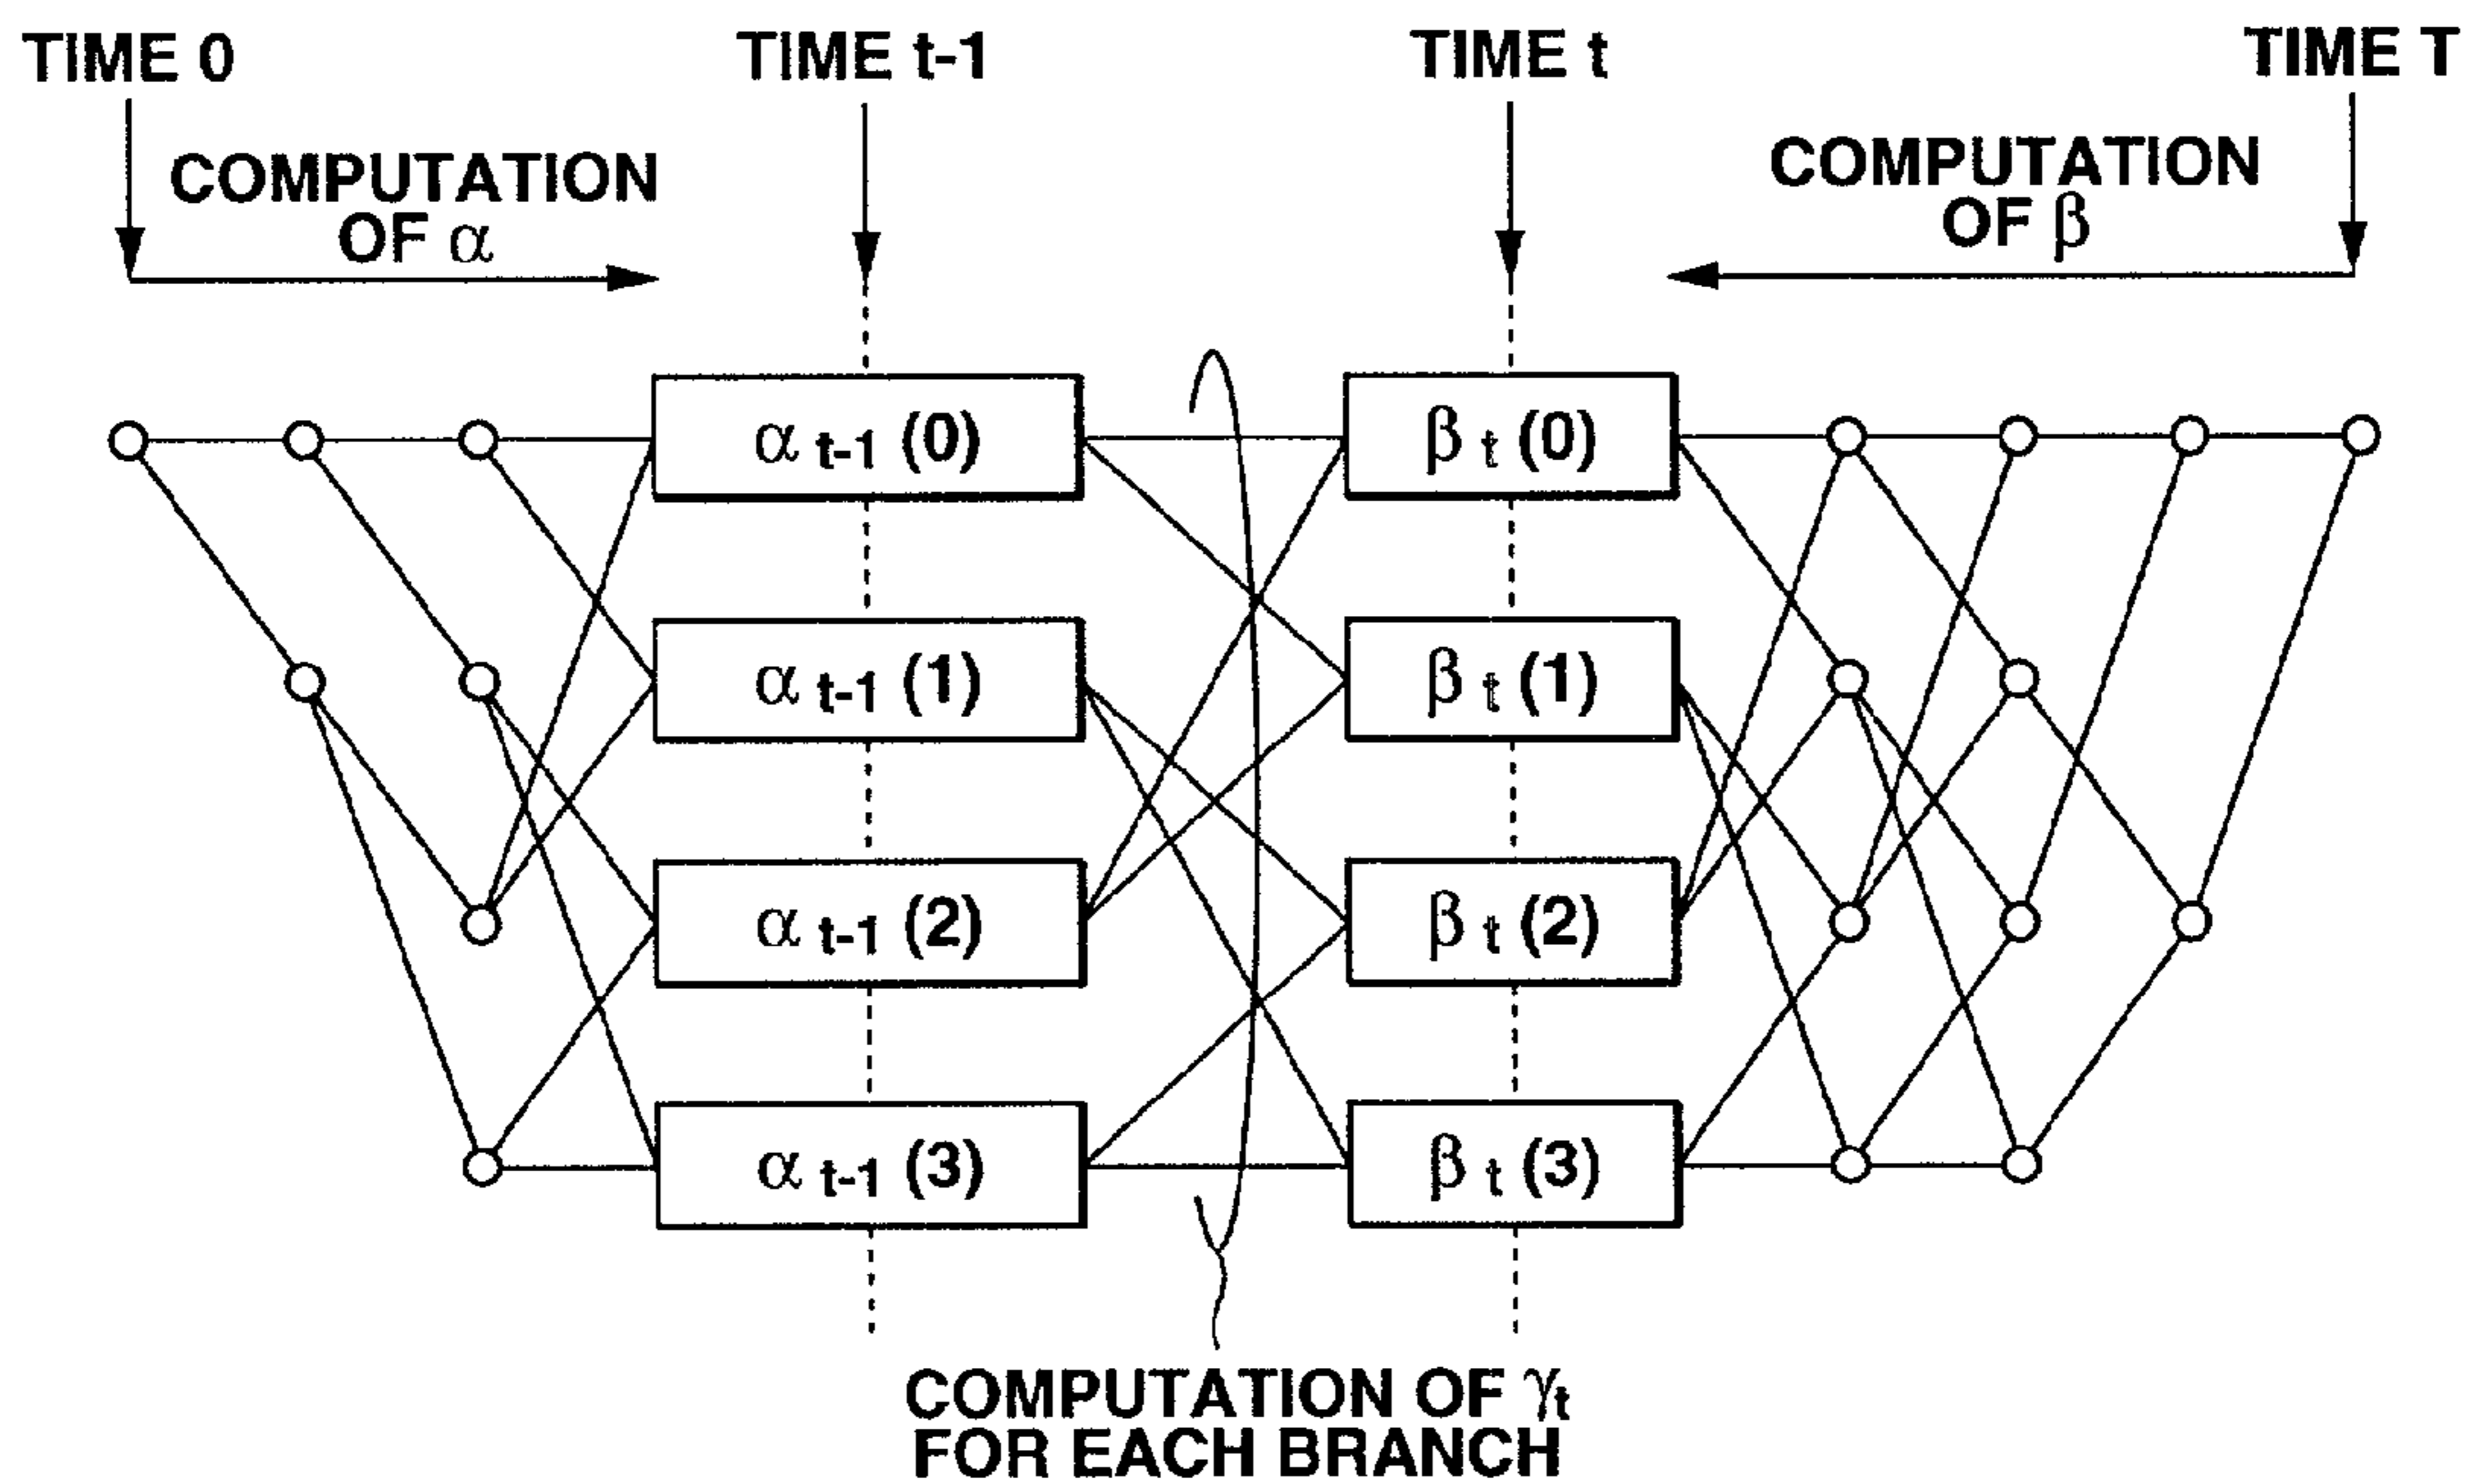 TIME 0
TIME t-1
TIME t
TIME T
COMPUTATION
OF α
COMPUTATION
OF β
α t-1 (0)
β t (0)
α t-1 (1)
β t (1)
α t-1 (2)
β t (2)
α t-1 (3)
β t (3)
COMPUTATION OF γt
FOR EACH BRANCH